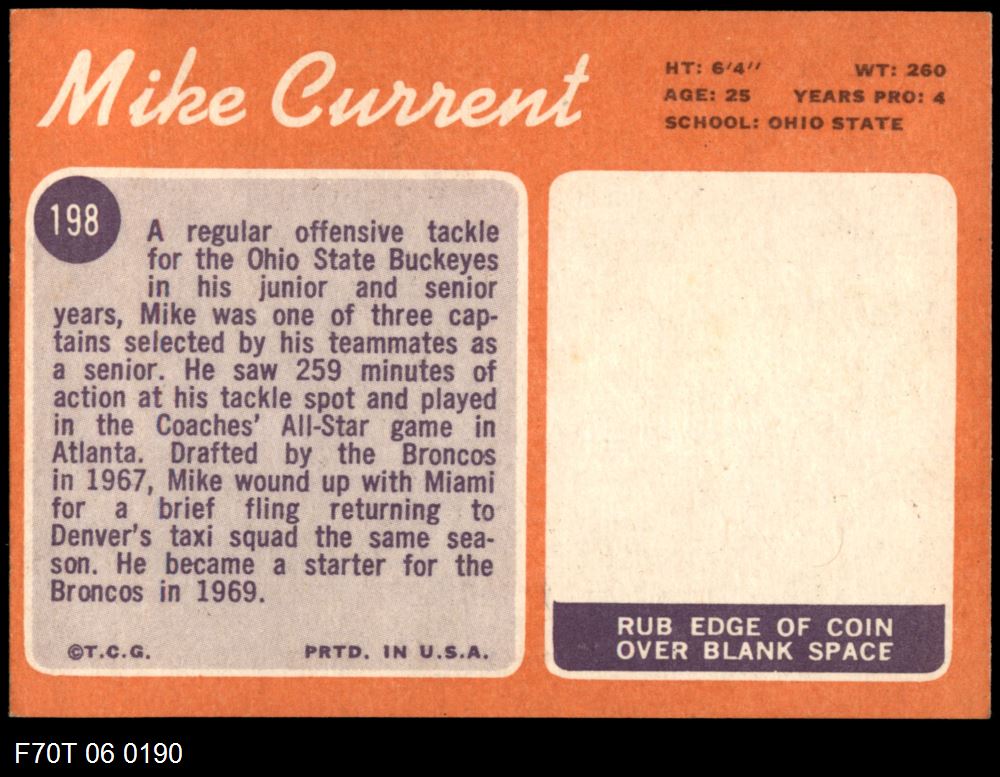 Mike Current
HT: 6'4" WT: 260
AGE: 25 YEARS PRO: 4
SCHOOL: OHIO STATE
198
A regular offensive tackle
for the Ohio State Buckeyes
in his junior and senior
years, Mike was one of three cap-
tains selected by his teammates as
a senior. He saw 259 minutes of
action at his tackle spot and played
in the Coaches' All-Star game in
Atlanta. Drafted by the Broncos
in 1967, Mike wound up with Miami
for a brief fling returning to
Denver's taxi squad the same sea-
son. He became a starter for the
Broncos in 1969.
©T.C.G. PRTD. IN U.S.A.
RUB EDGE OF COIN
OVER BLANK SPACE
F70T 06 0190